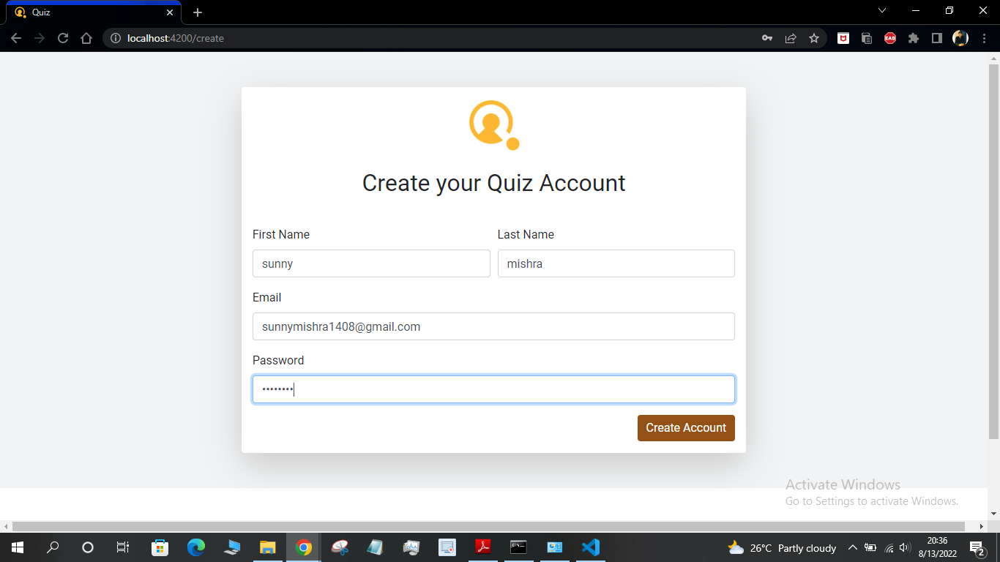 Quiz
localhost:4200/create
EAB
Create your Quiz Account
First Name
Last Name
sunny
mishra
Email
sunnymishra1408@gmail.com
Password
••••••••
Create Account
Activate Windows
Go to Settings to activate Windows.
26°C Partly cloudy
20:36
8/13/2022
2